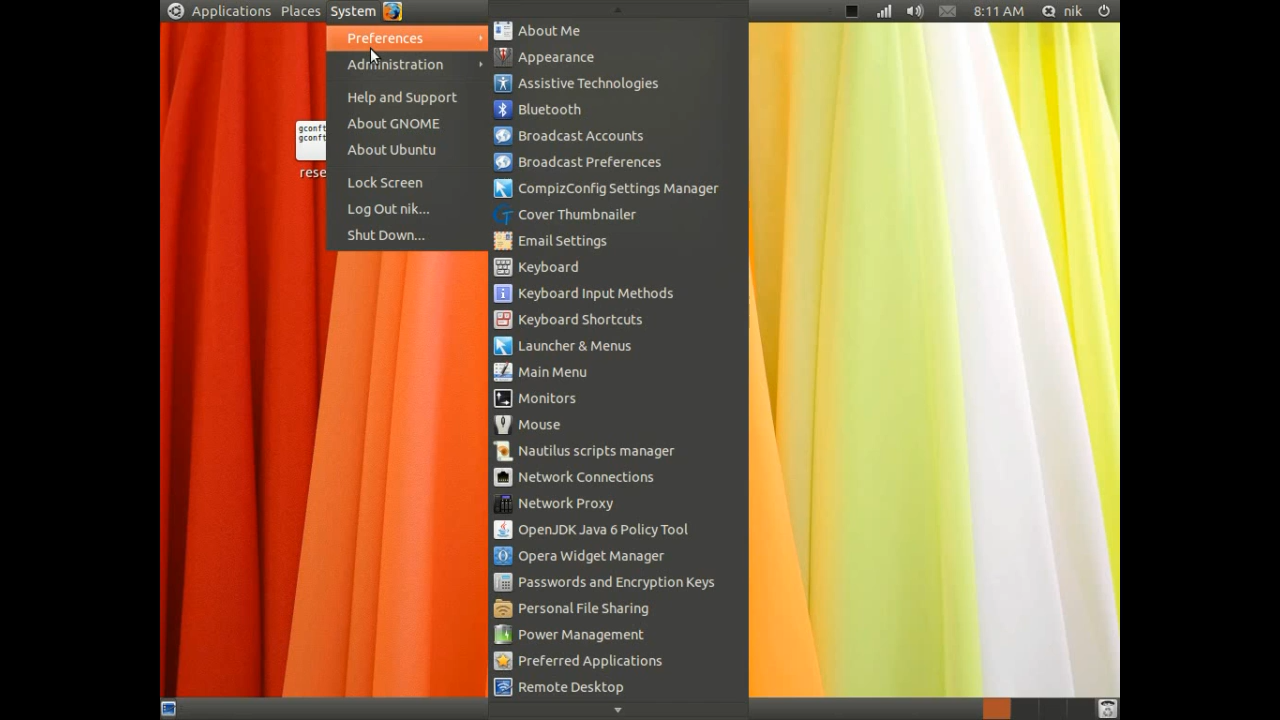 Applications Places System
8:11 AM nik
Preferences
Administration
Help and Support
About GNOME
About Ubuntu
Lock Screen
Log Out nik...
Shut Down...
About Me
Appearance
Assistive Technologies
Bluetooth
Broadcast Accounts
Broadcast Preferences
CompizConfig Settings Manager
Cover Thumbnailer
Email Settings
Keyboard
Keyboard Input Methods
Keyboard Shortcuts
Launcher & Menus
Main Menu
Monitors
Mouse
Nautilus scripts manager
Network Connections
Network Proxy
OpenJDK Java 6 Policy Tool
Opera Widget Manager
Passwords and Encryption Keys
Personal File Sharing
Power Management
Preferred Applications
Remote Desktop
gconft
gconft
rese